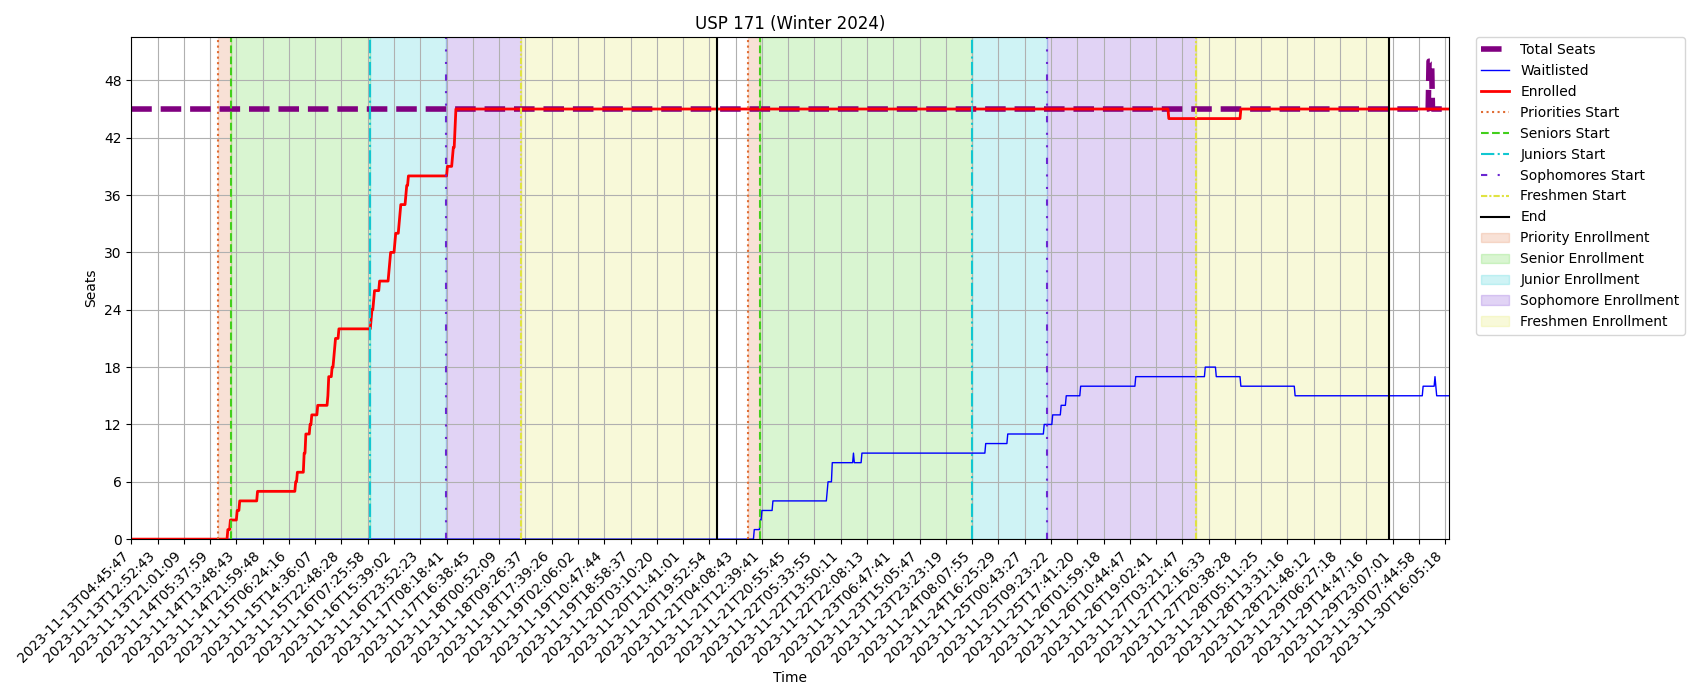 USP 171 (Winter 2024)
Seats
48
42
36
30
24
18
12
6
0
2023-11-13T04:45:47
2023-11-13T12:52:43
2023-11-13T21:01:09
2023-11-14T05:37:59
2023-11-14T13:48:43
2023-11-14T21:59:48
2023-11-15T06:24:16
2023-11-15T14:36:07
2023-11-15T22:48:28
2023-11-16T07:25:58
2023-11-16T15:39:02
2023-11-16T23:52:23
2023-11-17T08:18:41
2023-11-17T16:38:45
2023-11-18T00:52:09
2023-11-18T09:26:37
2023-11-18T17:39:26
2023-11-19T02:06:02
2023-11-19T10:47:44
2023-11-19T18:58:37
2023-11-20T03:10:20
2023-11-20T11:41:01
2023-11-20T19:52:54
2023-11-21T04:08:43
2023-11-21T12:39:41
2023-11-21T20:55:45
2023-11-22T05:33:55
2023-11-22T13:50:11
2023-11-22T22:08:13
2023-11-23T06:47:41
2023-11-23T15:05:47
2023-11-23T23:23:19
2023-11-24T08:07:55
2023-11-24T16:25:29
2023-11-25T00:43:27
2023-11-25T09:23:22
2023-11-25T17:41:20
2023-11-26T01:59:18
2023-11-26T10:44:47
2023-11-26T19:02:41
2023-11-27T03:21:47
2023-11-27T12:16:33
2023-11-27T20:38:28
2023-11-28T05:11:25
2023-11-28T13:31:16
2023-11-28T21:48:12
2023-11-29T06:27:18
2023-11-29T14:47:16
2023-11-29T23:07:01
2023-11-30T07:44:58
2023-11-30T16:05:18
Time
Total Seats
Waitlisted
Enrolled
Priorities Start
Seniors Start
Juniors Start
Sophomores Start
Freshmen Start
End
Priority Enrollment
Senior Enrollment
Junior Enrollment
Sophomore Enrollment
Freshmen Enrollment